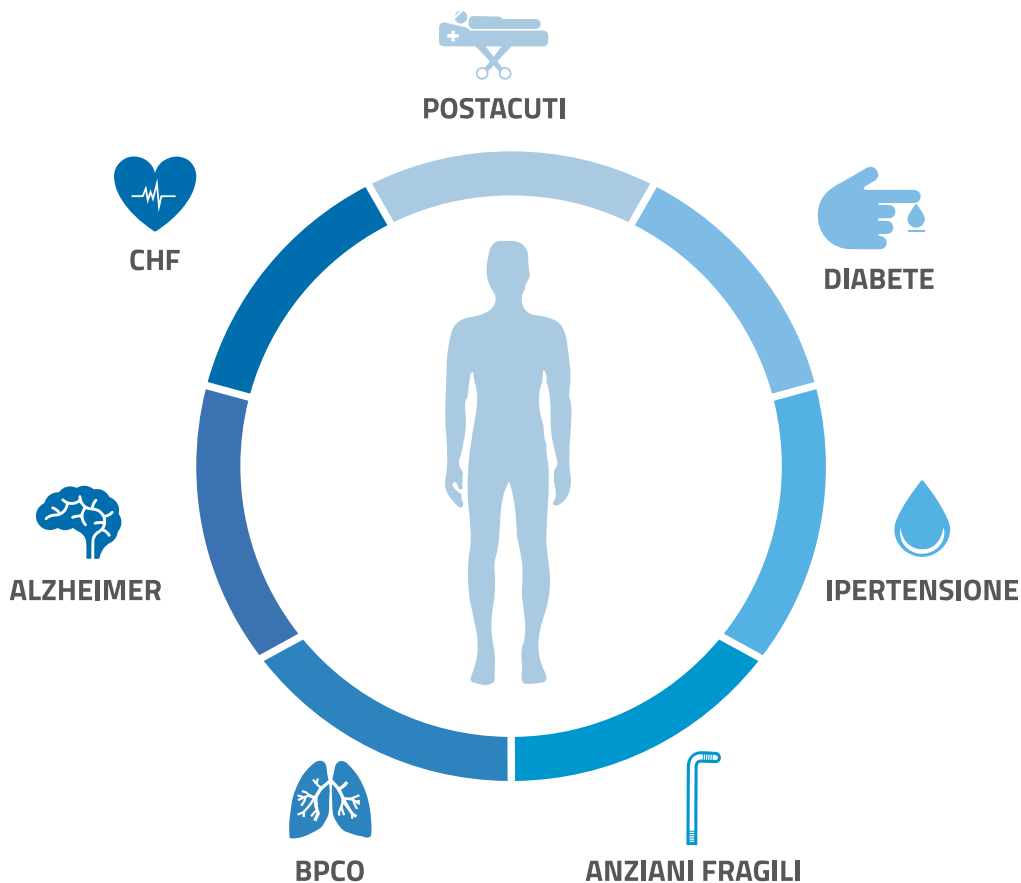 POSTACUTI
CHF
DIABETE
ALZHEIMER
IPERTENSIONE
BPCO
ANZIANI FRAGILI